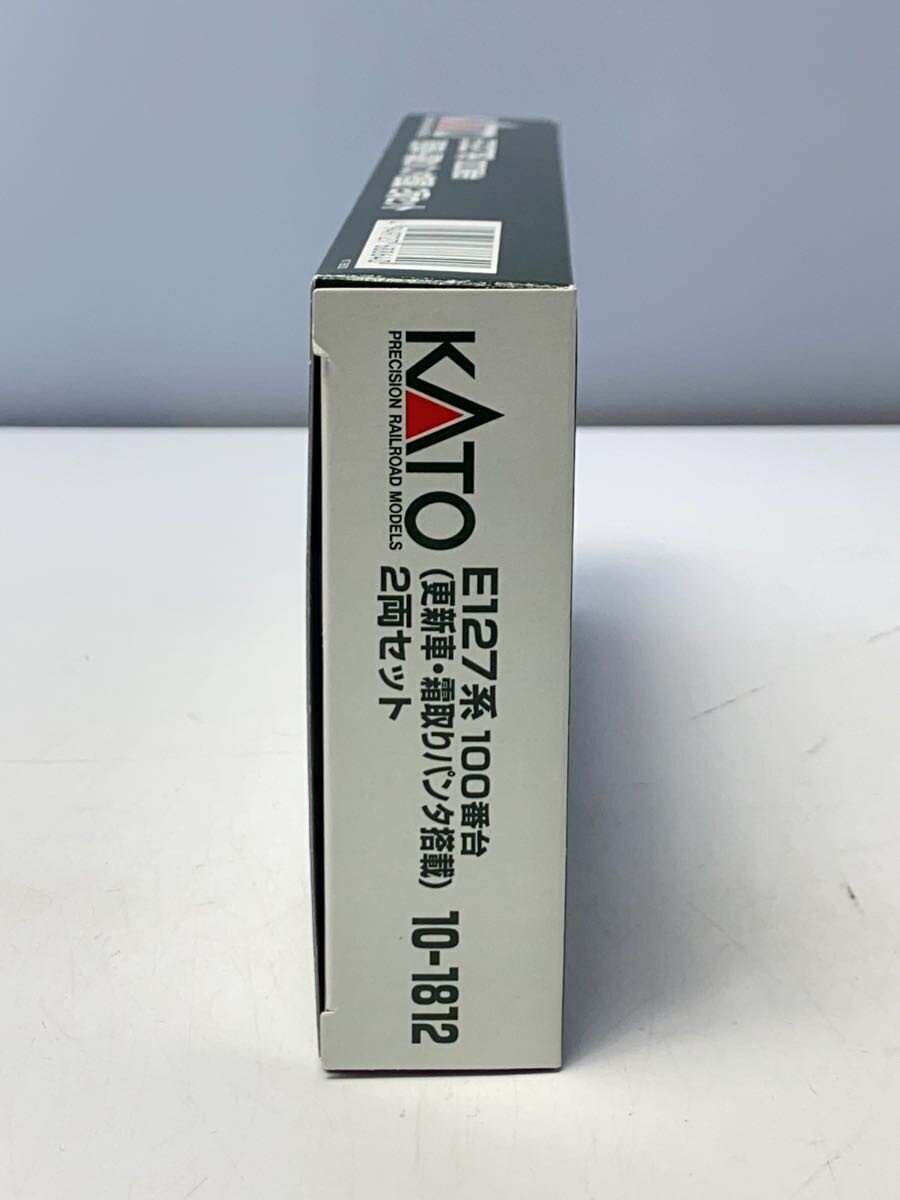 KATO
PRECISION RAILROAD MODELS
E127系 100番台
(更新車・霜取りパンタ搭載)
2両セット
10-1812